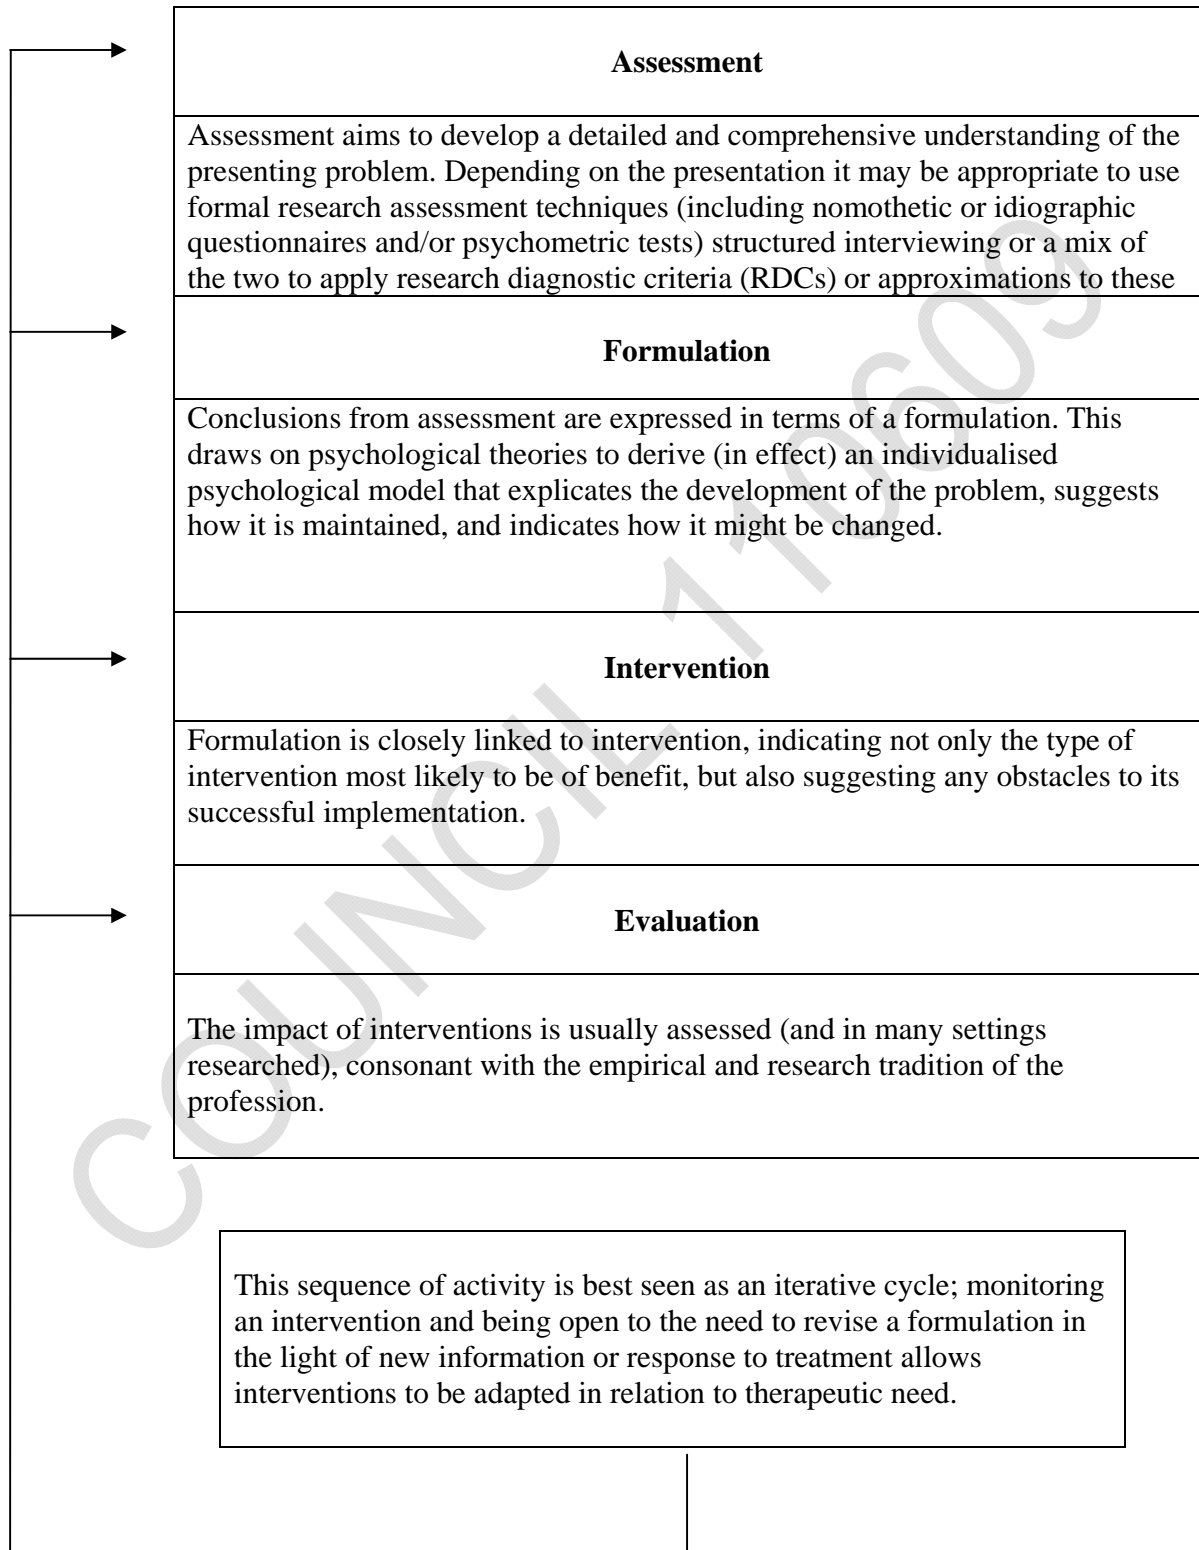 Assessment
Assessment aims to develop a detailed and comprehensive understanding of the
presenting problem. Depending on the presentation it may be appropriate to use
formal research assessment techniques (including nomothetic or idiographic
questionnaires and/or psychometric tests) structured interviewing or a mix of
the two to apply research diagnostic criteria (RDCs) or approximations to these
Formulation
Conclusions from assessment are expressed in terms of a formulation. This
draws on psychological theories to derive (in effect) an individualised
psychological model that explicates the development of the problem, suggests
how it is maintained, and indicates how it might be changed.
Intervention
Formulation is closely linked to intervention, indicating not only the type of
intervention most likely to be of benefit, but also suggesting any obstacles to its
successful implementation.
Evaluation
The impact of interventions is usually assessed (and in many settings
researched), consonant with the empirical and research tradition of the
profession.
This sequence of activity is best seen as an iterative cycle; monitoring
an intervention and being open to the need to revise a formulation in
the light of new information or response to treatment allows
interventions to be adapted in relation to therapeutic need.
COUNCIL 110609